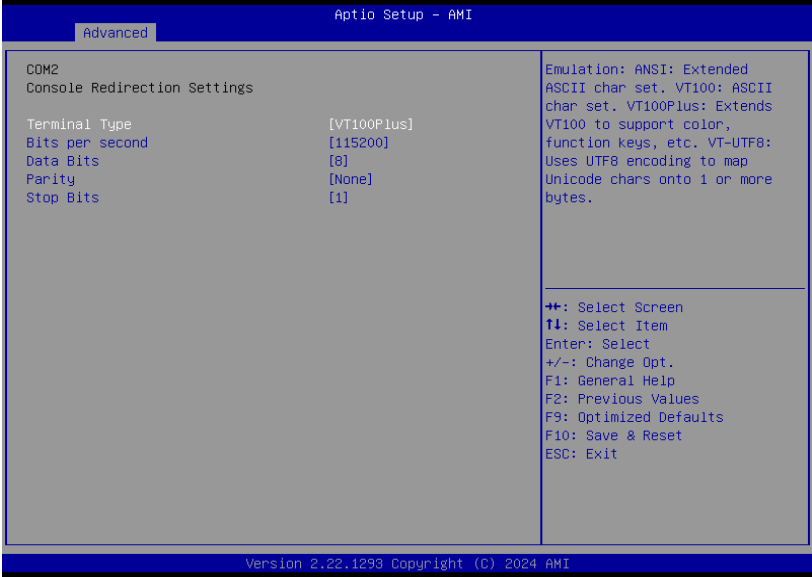 Aptio Setup - AMI
Advanced
COM2
Console Redirection Settings
Terminal Type [VT100Plus]
Bits per second [115200]
Data Bits [8]
Parity [None]
Stop Bits [1]
Emulation: ANSI: Extended
ASCII char set. VT100: ASCII
char set. VT100Plus: Extends
VT100 to support color,
function keys, etc. VT-UTF8:
Uses UTF8 encoding to map
Unicode chars onto 1 or more
bytes.
→←: Select Screen
↑↓: Select Item
Enter: Select
+/-: Change Opt.
F1: General Help
F2: Previous Values
F9: Optimized Defaults
F10: Save & Reset
ESC: Exit
Version 2.22.1293 Copyright (C) 2024 AMI